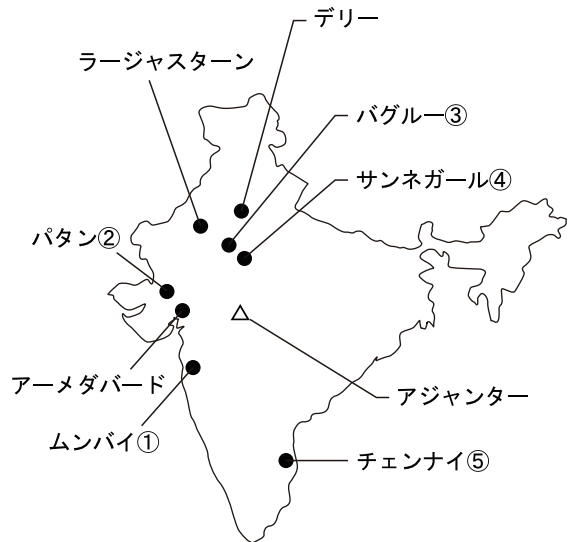 デリー
ラージャスターン
バグルー③
サンネガール④
パタン②
アーメダバード
アジャンター
ムンバイ①
チェンナイ⑤